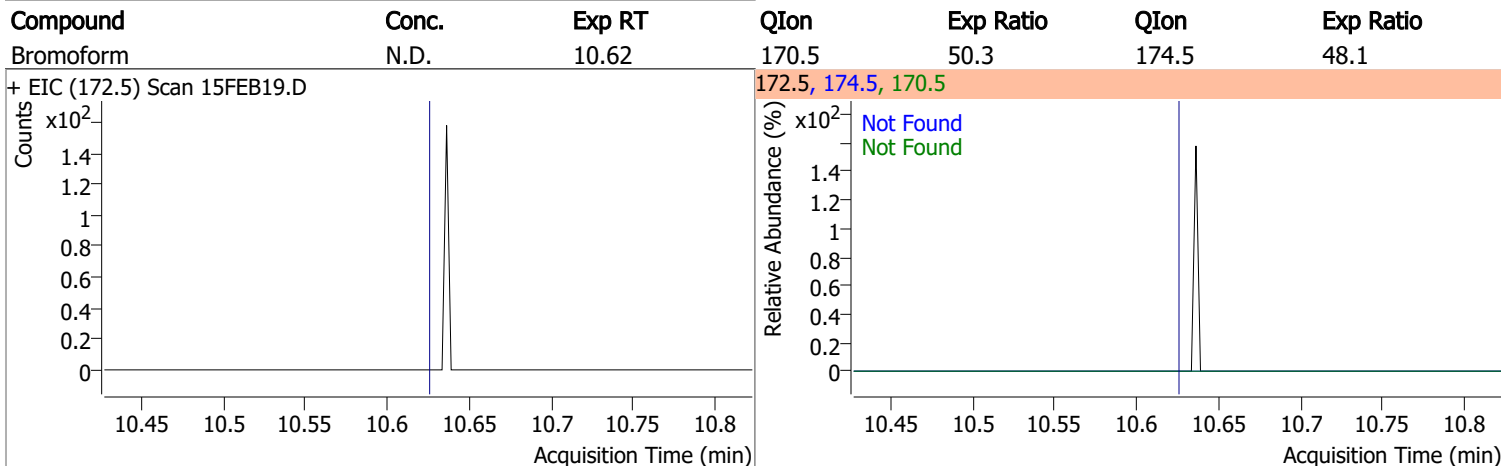 Compound Conc. Exp RT QIon Exp Ratio QIon Exp Ratio
Bromoform N.D. 10.62 170.5 50.3 174.5 48.1
+ EIC (172.5) Scan 15FEB19.D
Counts
x10²
1.4
1.2
1
0.8
0.6
0.4
0.2
0
10.45 10.5 10.55 10.6 10.65 10.7 10.75 10.8
Acquisition Time (min)
172.5, 174.5, 170.5
Relative Abundance (%)
x10²
Not Found
Not Found
1.4
1.2
1
0.8
0.6
0.4
0.2
0
10.45 10.5 10.55 10.6 10.65 10.7 10.75 10.8
Acquisition Time (min)